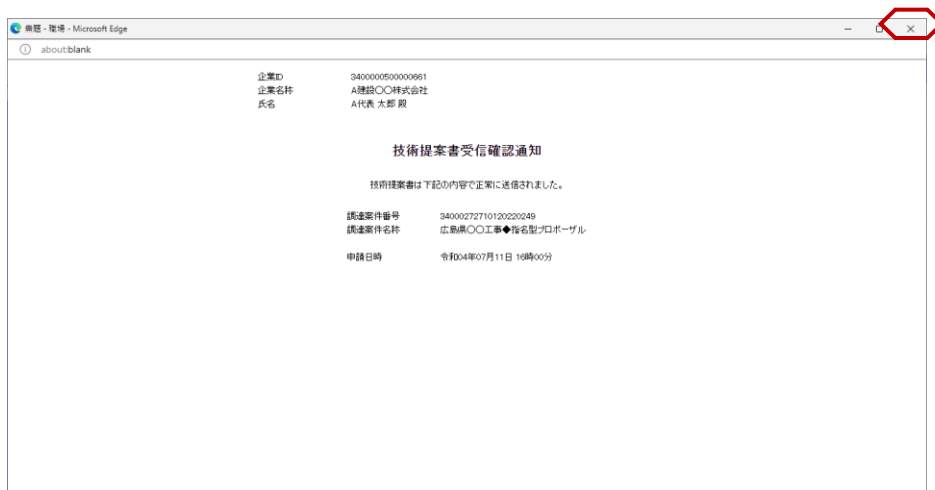 無題 - 職場 - Microsoft Edge
about:blank
企業ID 3400000500000661
企業名称 A建設〇〇株式会社
氏名 A代表 太郎 殿
技術提案書受信確認通知
技術提案書は下記の内容で正常に送信されました。
調達案件番号 34000272710120220249
調達案件名称 広島県〇〇工事◆指名型プロポーザル
申請日時 令和04年07月11日 16時00分